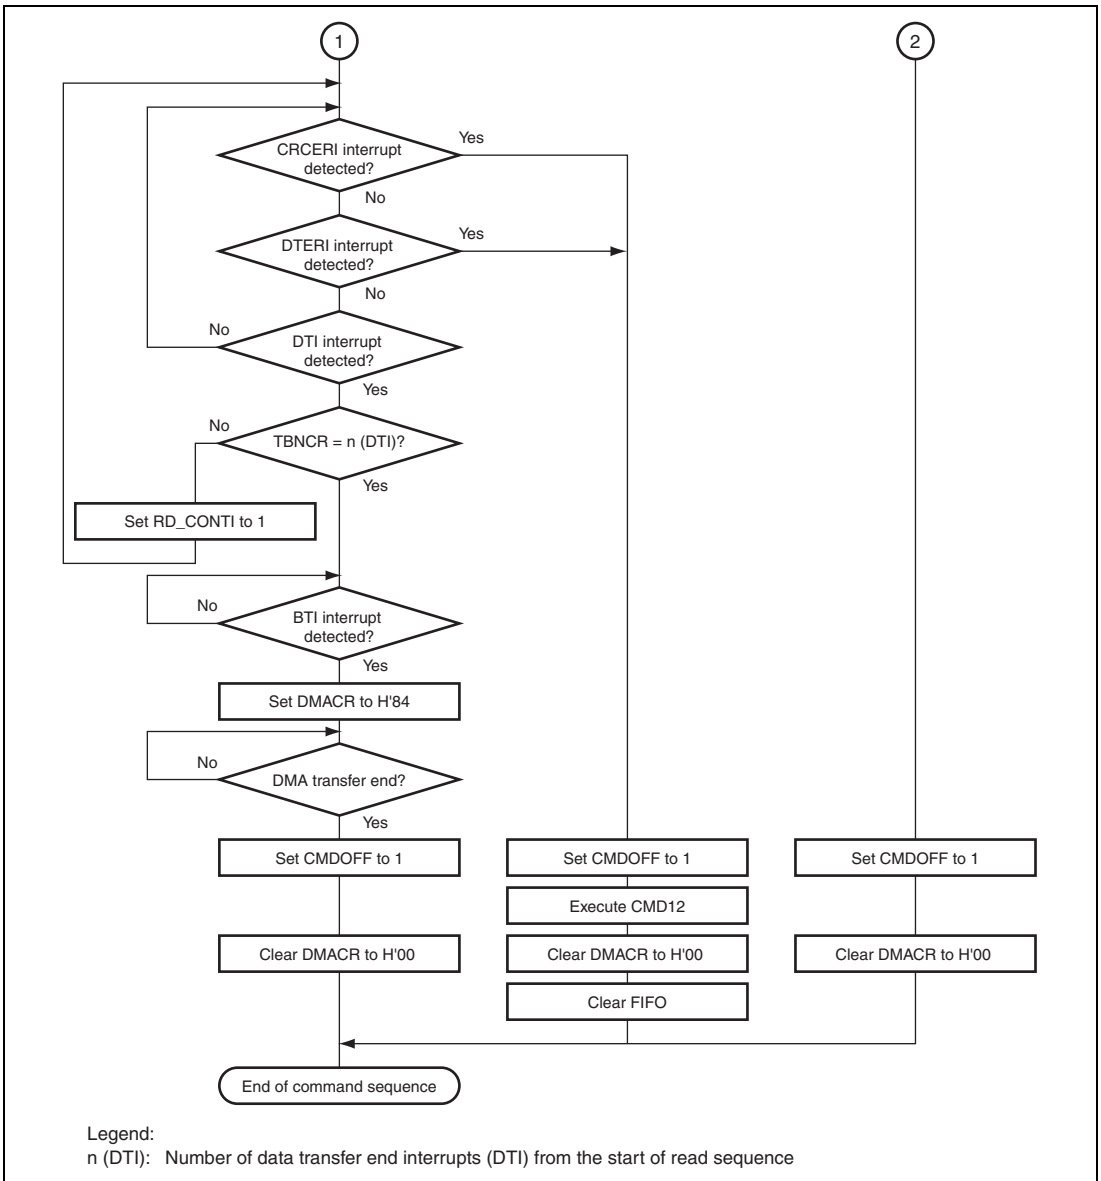 1
2
CRCERI interrupt
detected?
Yes
No
DTERI interrupt
detected?
Yes
No
DTI interrupt
detected?
No
Yes
TBNCR = n (DTI)?
No
Yes
Set RD_CONTI to 1
BTI interrupt
detected?
No
Yes
Set DMACR to H'84
DMA transfer end?
No
Yes
Set CMDOFF to 1
Set CMDOFF to 1
Set CMDOFF to 1
Execute CMD12
Clear DMACR to H'00
Clear DMACR to H'00
Clear DMACR to H'00
Clear FIFO
End of command sequence
Legend:
n (DTI): Number of data transfer end interrupts (DTI) from the start of read sequence